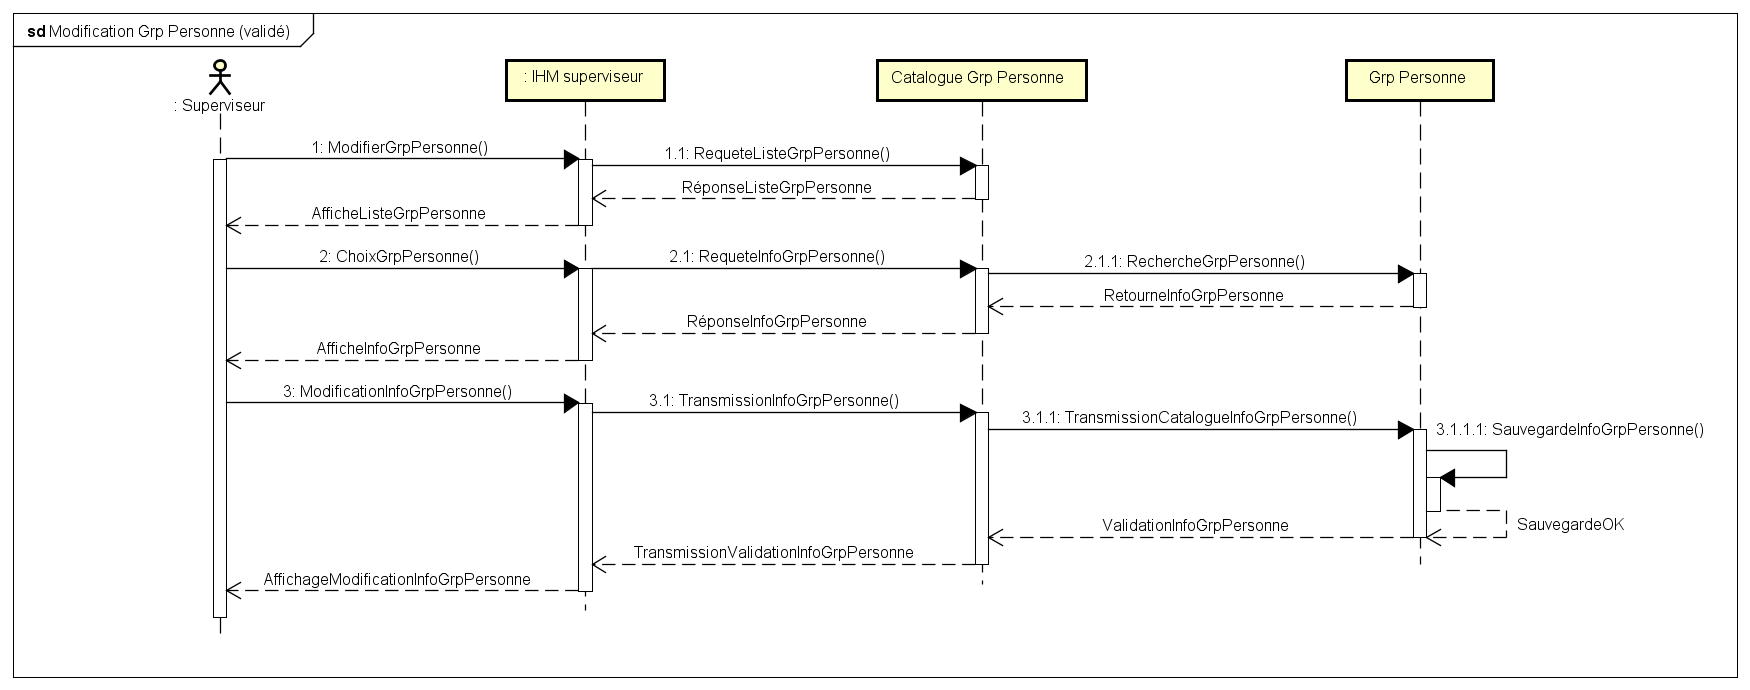 sd Modification Grp Personne (validé)
: Superviseur
: IHM superviseur
Catalogue Grp Personne
Grp Personne
1: ModifierGrpPersonne()
1.1: RequeteListeGrpPersonne()
RéponseListeGrpPersonne
AfficheListeGrpPersonne
2: ChoixGrpPersonne()
2.1: RequeteInfoGrpPersonne()
2.1.1: RechercheGrpPersonne()
RetourneInfoGrpPersonne
RéponseInfoGrpPersonne
AfficheInfoGrpPersonne
3: ModificationInfoGrpPersonne()
3.1: TransmissionInfoGrpPersonne()
3.1.1: TransmissionCatalogueInfoGrpPersonne()
3.1.1.1: SauvegardeInfoGrpPersonne()
SauvegardeOK
ValidationInfoGrpPersonne
TransmissionValidationInfoGrpPersonne
AffichageModificationInfoGrpPersonne